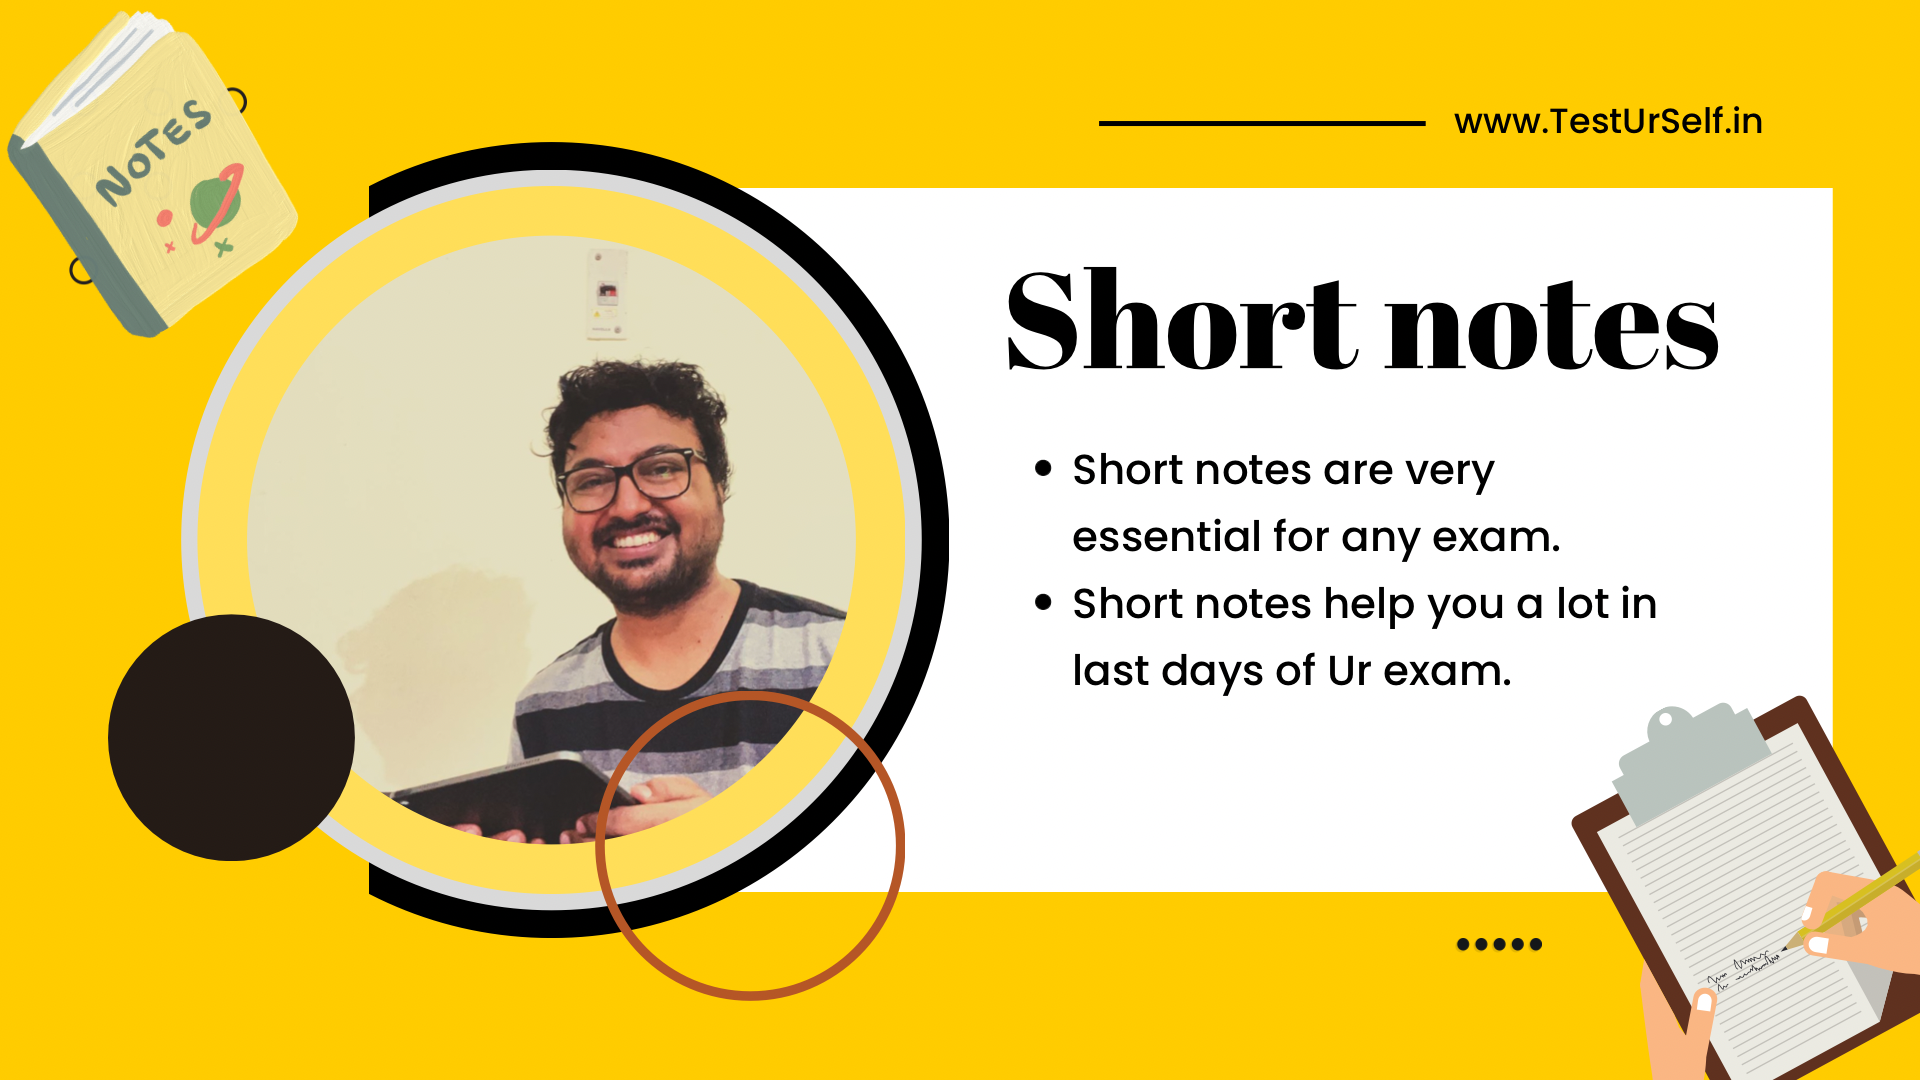 NOTES
www.TestUrSelf.in
Short notes
Short notes are very
essential for any exam.
Short notes help you a lot in
last days of Ur exam.